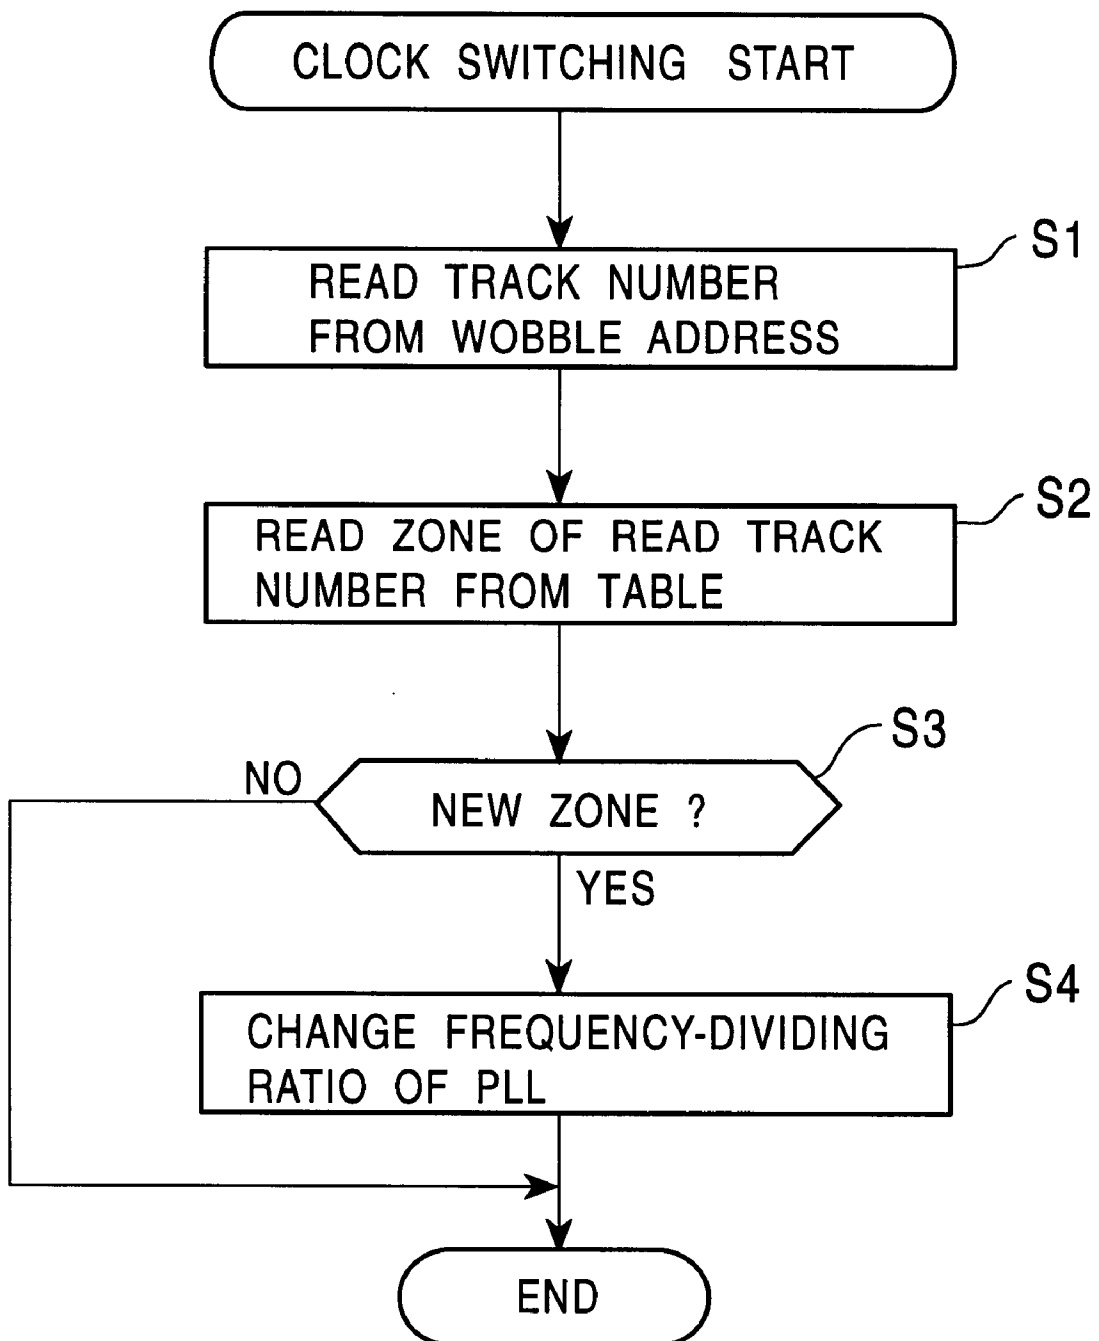 CLOCK SWITCHING START
S1
READ TRACK NUMBER
FROM WOBBLE ADDRESS
S2
READ ZONE OF READ TRACK
NUMBER FROM TABLE
S3
NO
NEW ZONE ?
YES
S4
CHANGE FREQUENCY-DIVIDING
RATIO OF PLL
END